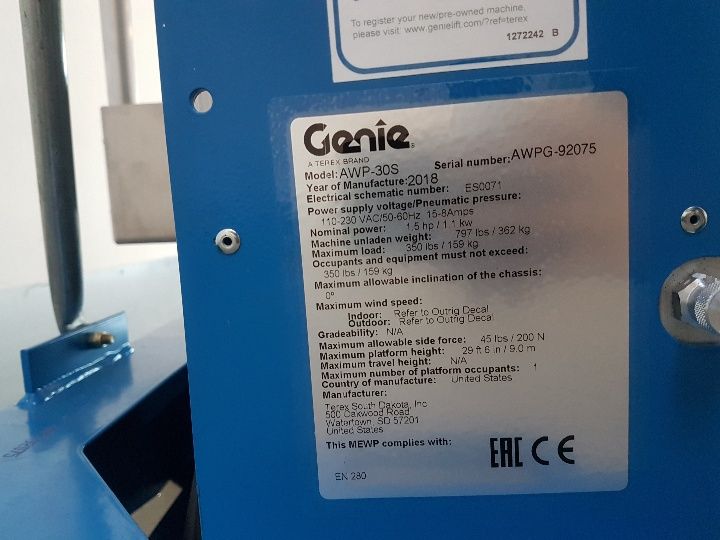 To register your new/pre-owned machine,
please visit: www.genielift.com/?ref=terex
1272242 B
Genie
A TEREX BRAND
Model: AWP-30S Serial number: AWPG-92075
Year of Manufacture: 2018
Electrical schematic number: ES0071
Power supply voltage/Pneumatic pressure:
110-230 VAC/50-60Hz 15-8Amps
Nominal power: 1.5 hp / 1.1 kw
Machine unladen weight: 797 lbs / 362 kg
Maximum load: 350 lbs / 159 kg
Occupants and equipment must not exceed:
350 lbs / 159 kg
Maximum allowable inclination of the chassis:
0°
Maximum wind speed:
Indoor: Refer to Outrig Decal
Outdoor: Refer to Outrig Decal
Gradeability: N/A
Maximum allowable side force: 45 lbs / 200 N
Maximum platform height: 29 ft 6 in / 9.0 m
Maximum travel height: N/A
Maximum number of platform occupants: 1
Country of manufacture: United States
Manufacturer:
Terex South Dakota, Inc
500 Oakwood Road
Watertown, SD 57201
United States
This MEWP complies with:
EAC CE
EN 280